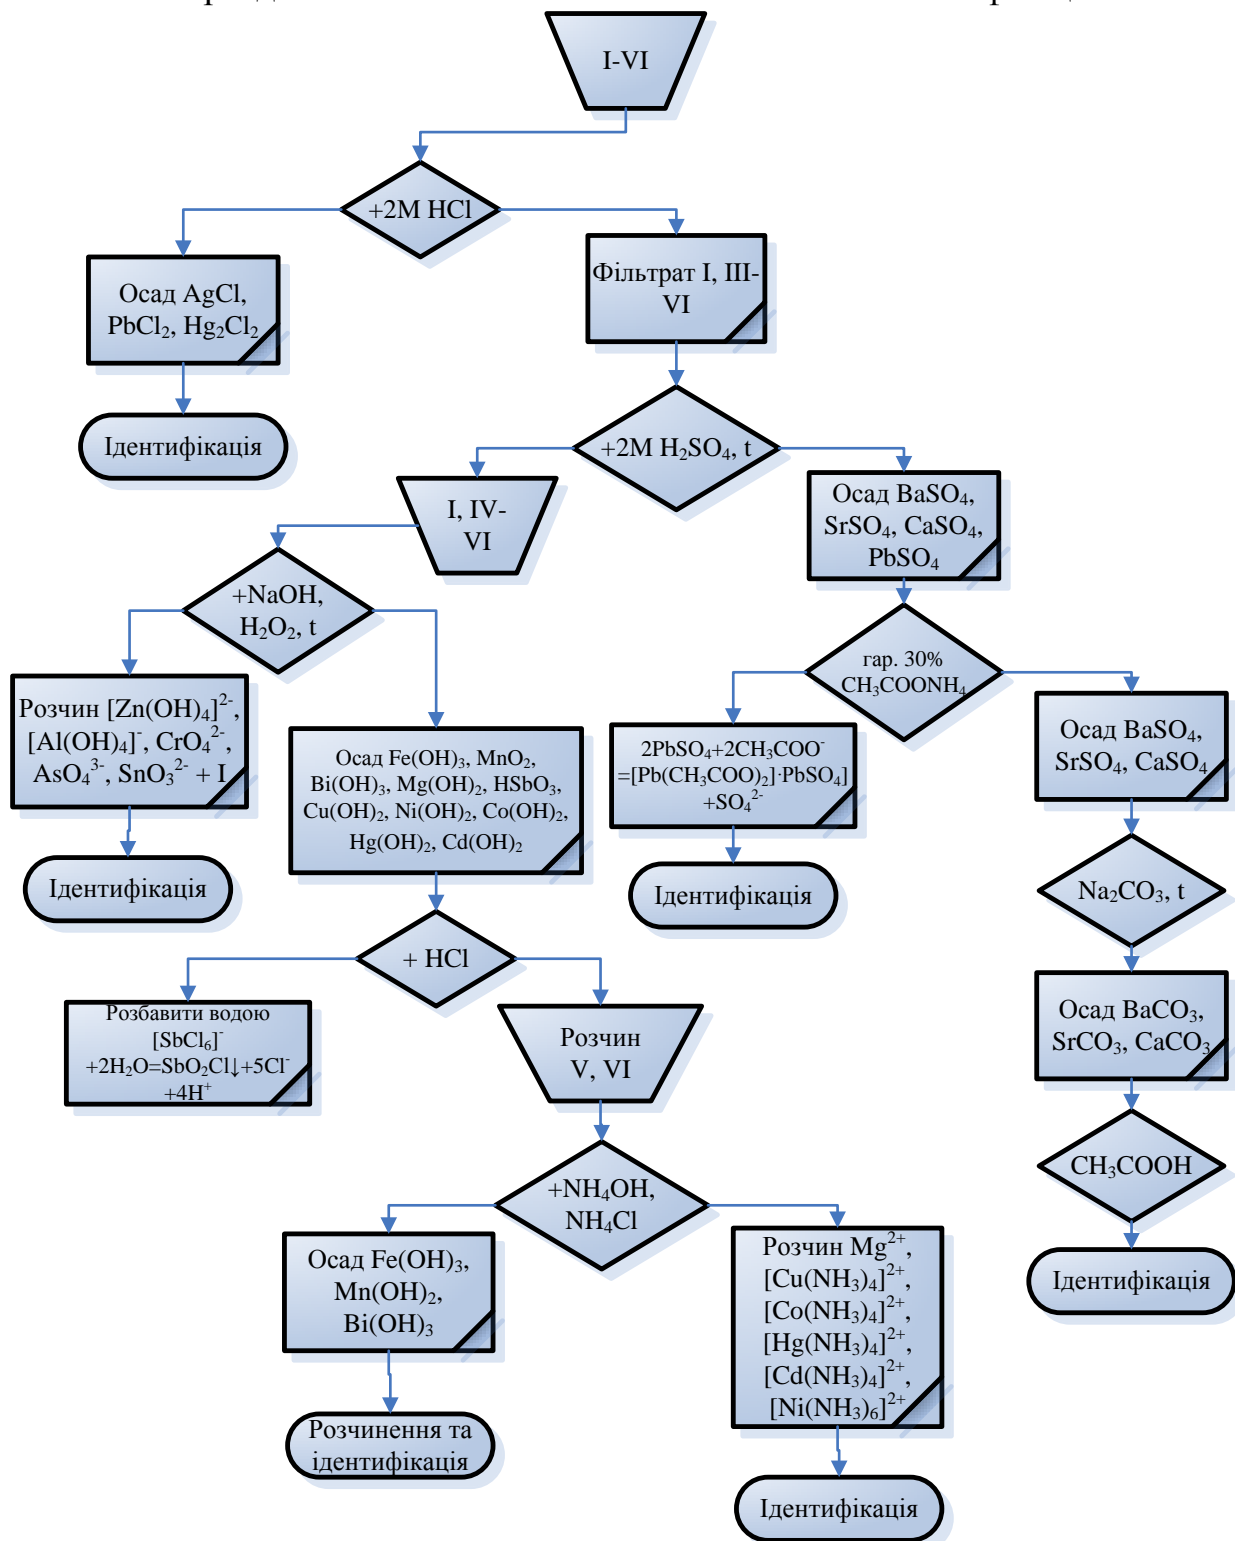 I-VI
+2M HCl
Осад AgCl,
PbCl₂, Hg₂Cl₂
Фільтрат I, III-
VI
Ідентифікація
+2M H₂SO₄, t
I, IV-
VI
Осад BaSO₄,
SrSO₄, CaSO₄,
PbSO₄
+NaOH,
H₂O₂, t
гар. 30%
CH₃COONH₄
Розчин [Zn(OH)₄]²⁻,
[Al(OH)₄]⁻, CrO₄²⁻,
AsO₄³⁻, SnO₃²⁻ + I
Осад Fe(OH)₃, MnO₂,
Bi(OH)₃, Mg(OH)₂, HSbO₃,
Cu(OH)₂, Ni(OH)₂, Co(OH)₂,
Hg(OH)₂, Cd(OH)₂
2PbSO₄+2CH₃COO⁻
=[Pb(CH₃COO)₂]·PbSO₄]
+SO₄²⁻
Осад BaSO₄,
SrSO₄, CaSO₄
Ідентифікація
Ідентифікація
Na₂CO₃, t
+ HCl
Розбавити водою
[SbCl₆]⁻
+2H₂O=SbO₂Cl↓+5Cl⁻
+4H⁺
Розчин
V, VI
Осад BaCO₃,
SrCO₃, CaCO₃
CH₃COOH
+NH₄OH,
NH₄Cl
Осад Fe(OH)₃,
Mn(OH)₂,
Bi(OH)₃
Розчин Mg²⁺,
[Cu(NH₃)₄]²⁺,
[Co(NH₃)₄]²⁺,
[Hg(NH₃)₄]²⁺,
[Cd(NH₃)₄]²⁺,
[Ni(NH₃)₆]²⁺
Ідентифікація
Розчинення та
ідентифікація
Ідентифікація